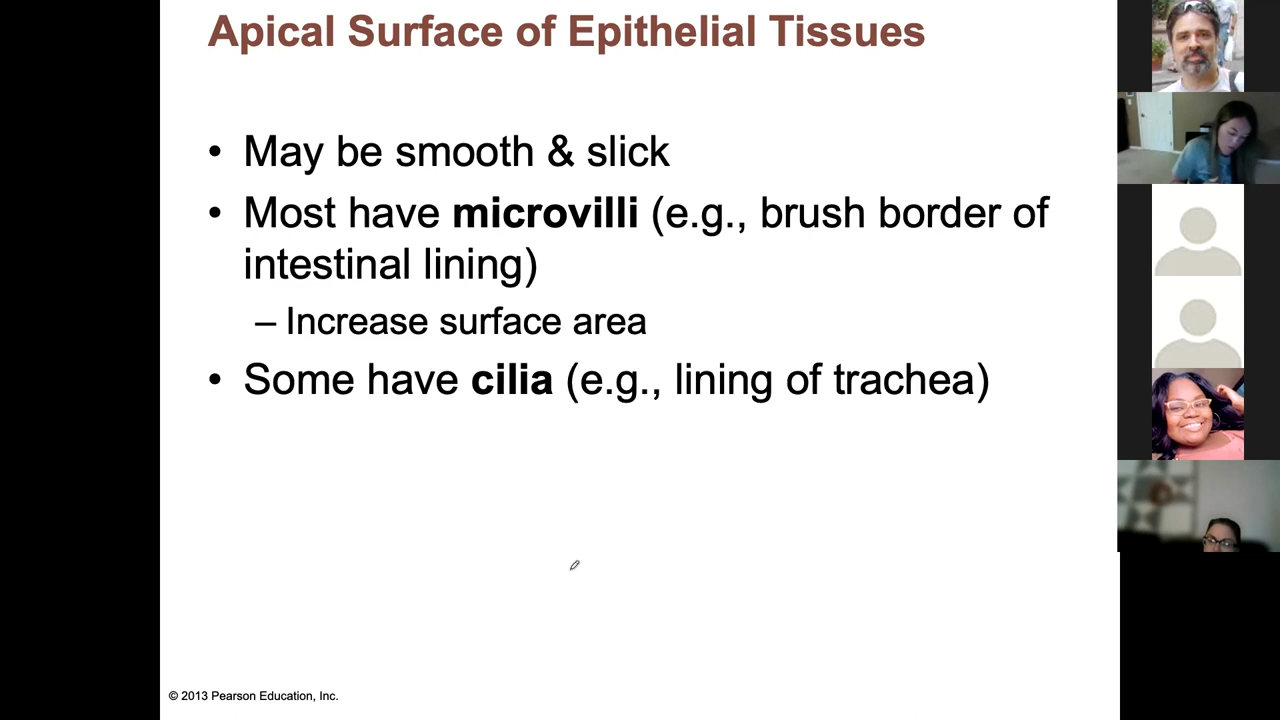 Apical Surface of Epithelial Tissues
• May be smooth & slick
• Most have microvilli (e.g., brush border of
intestinal lining)
– Increase surface area
• Some have cilia (e.g., lining of trachea)
© 2013 Pearson Education, Inc.